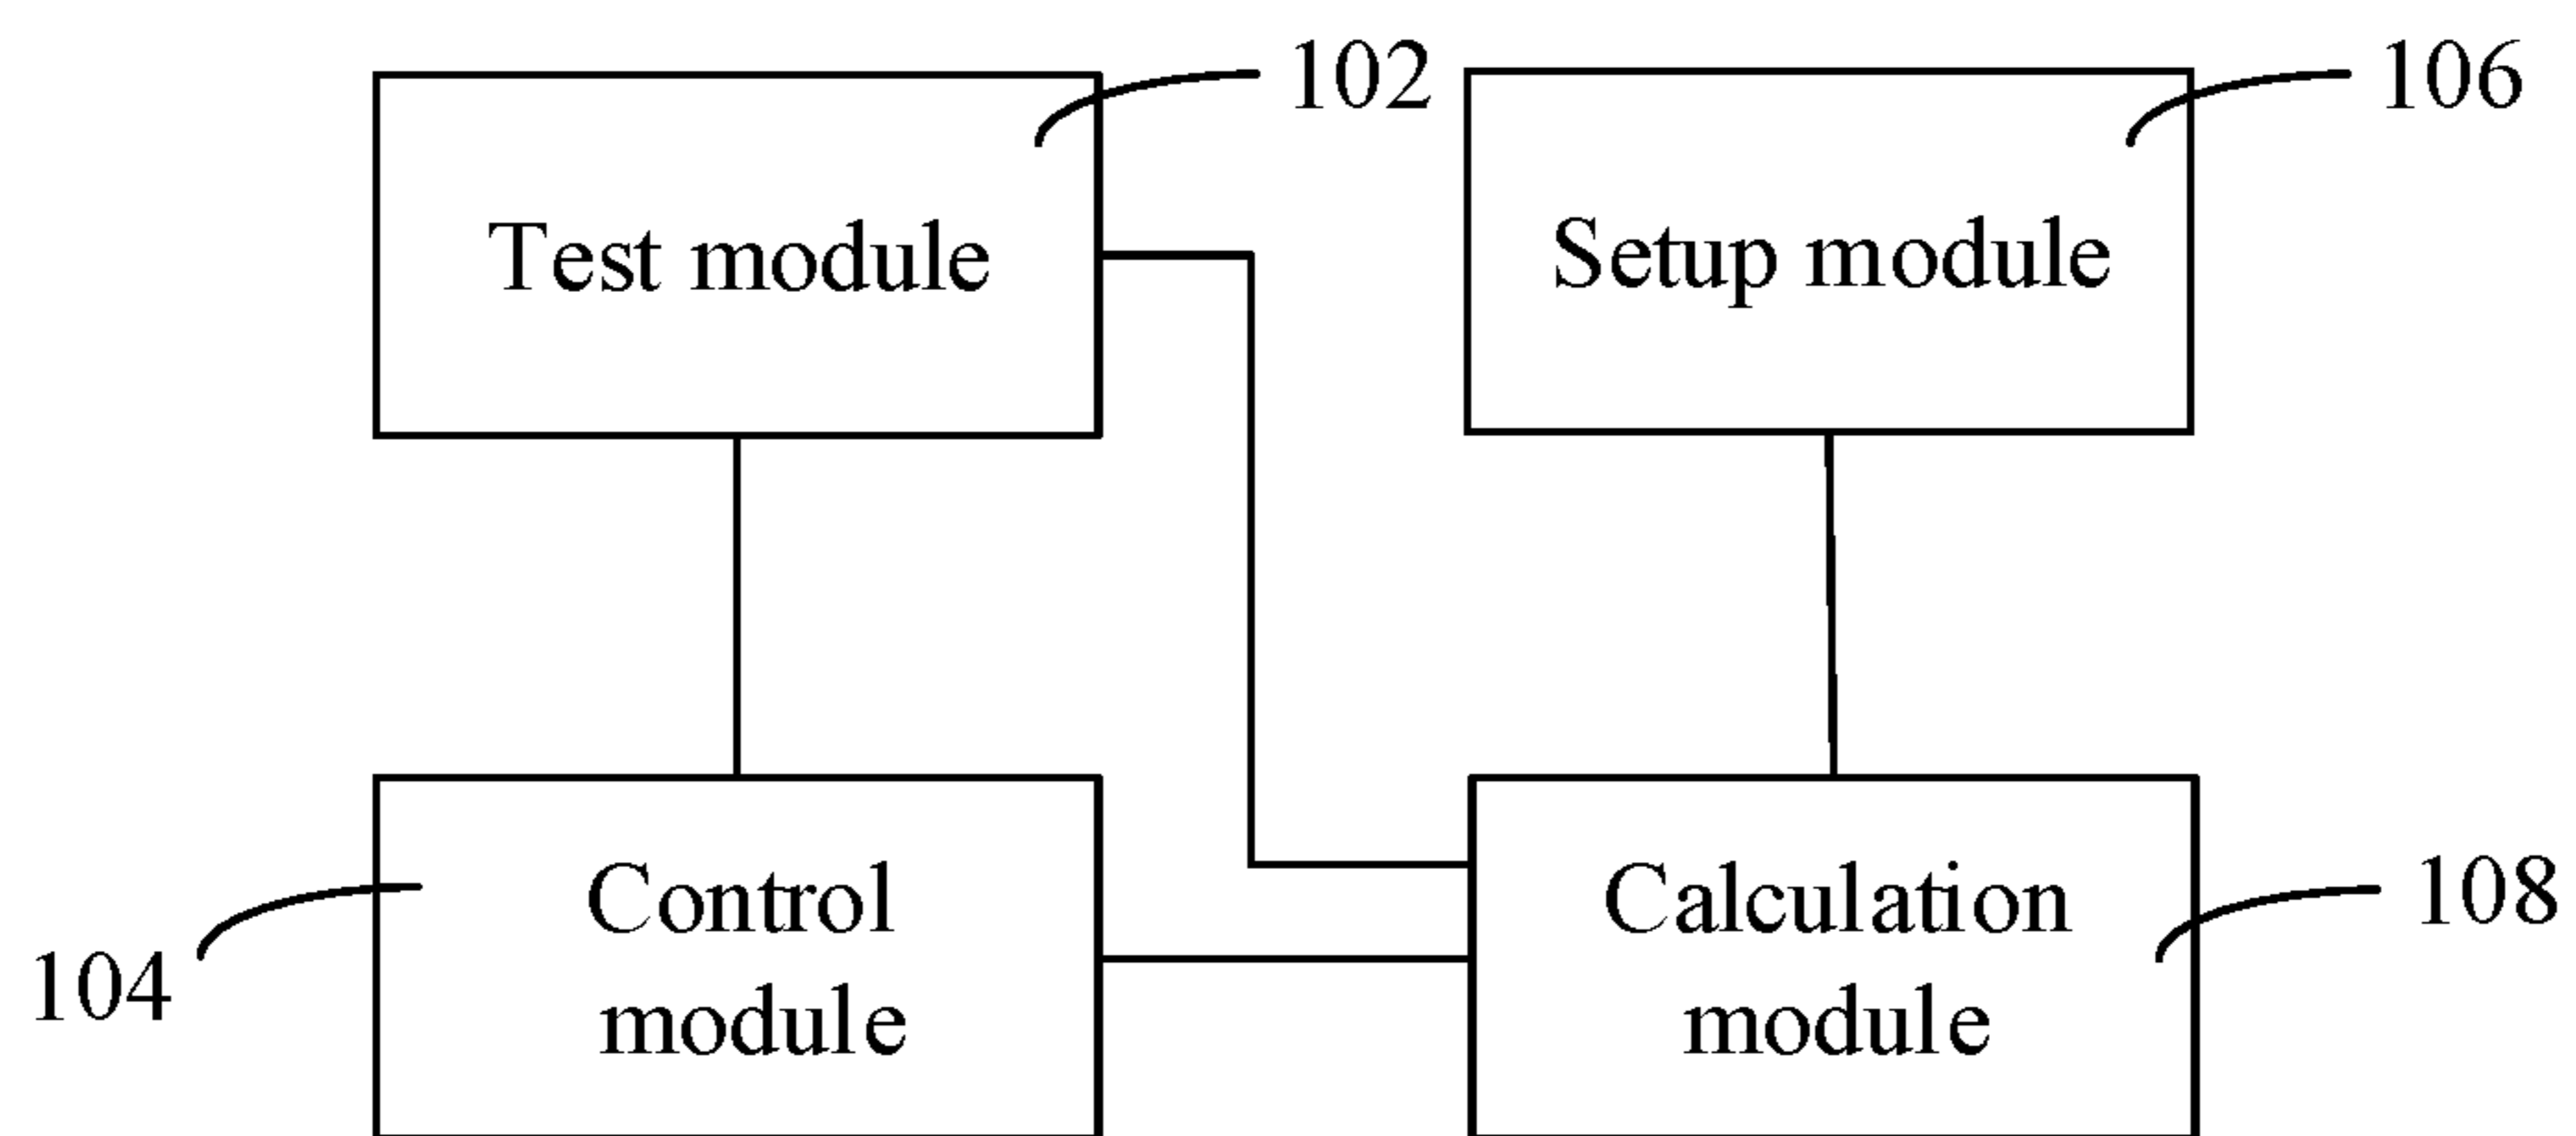 102
106
Test module
Setup module
Control
module
Calculation
module
104
108